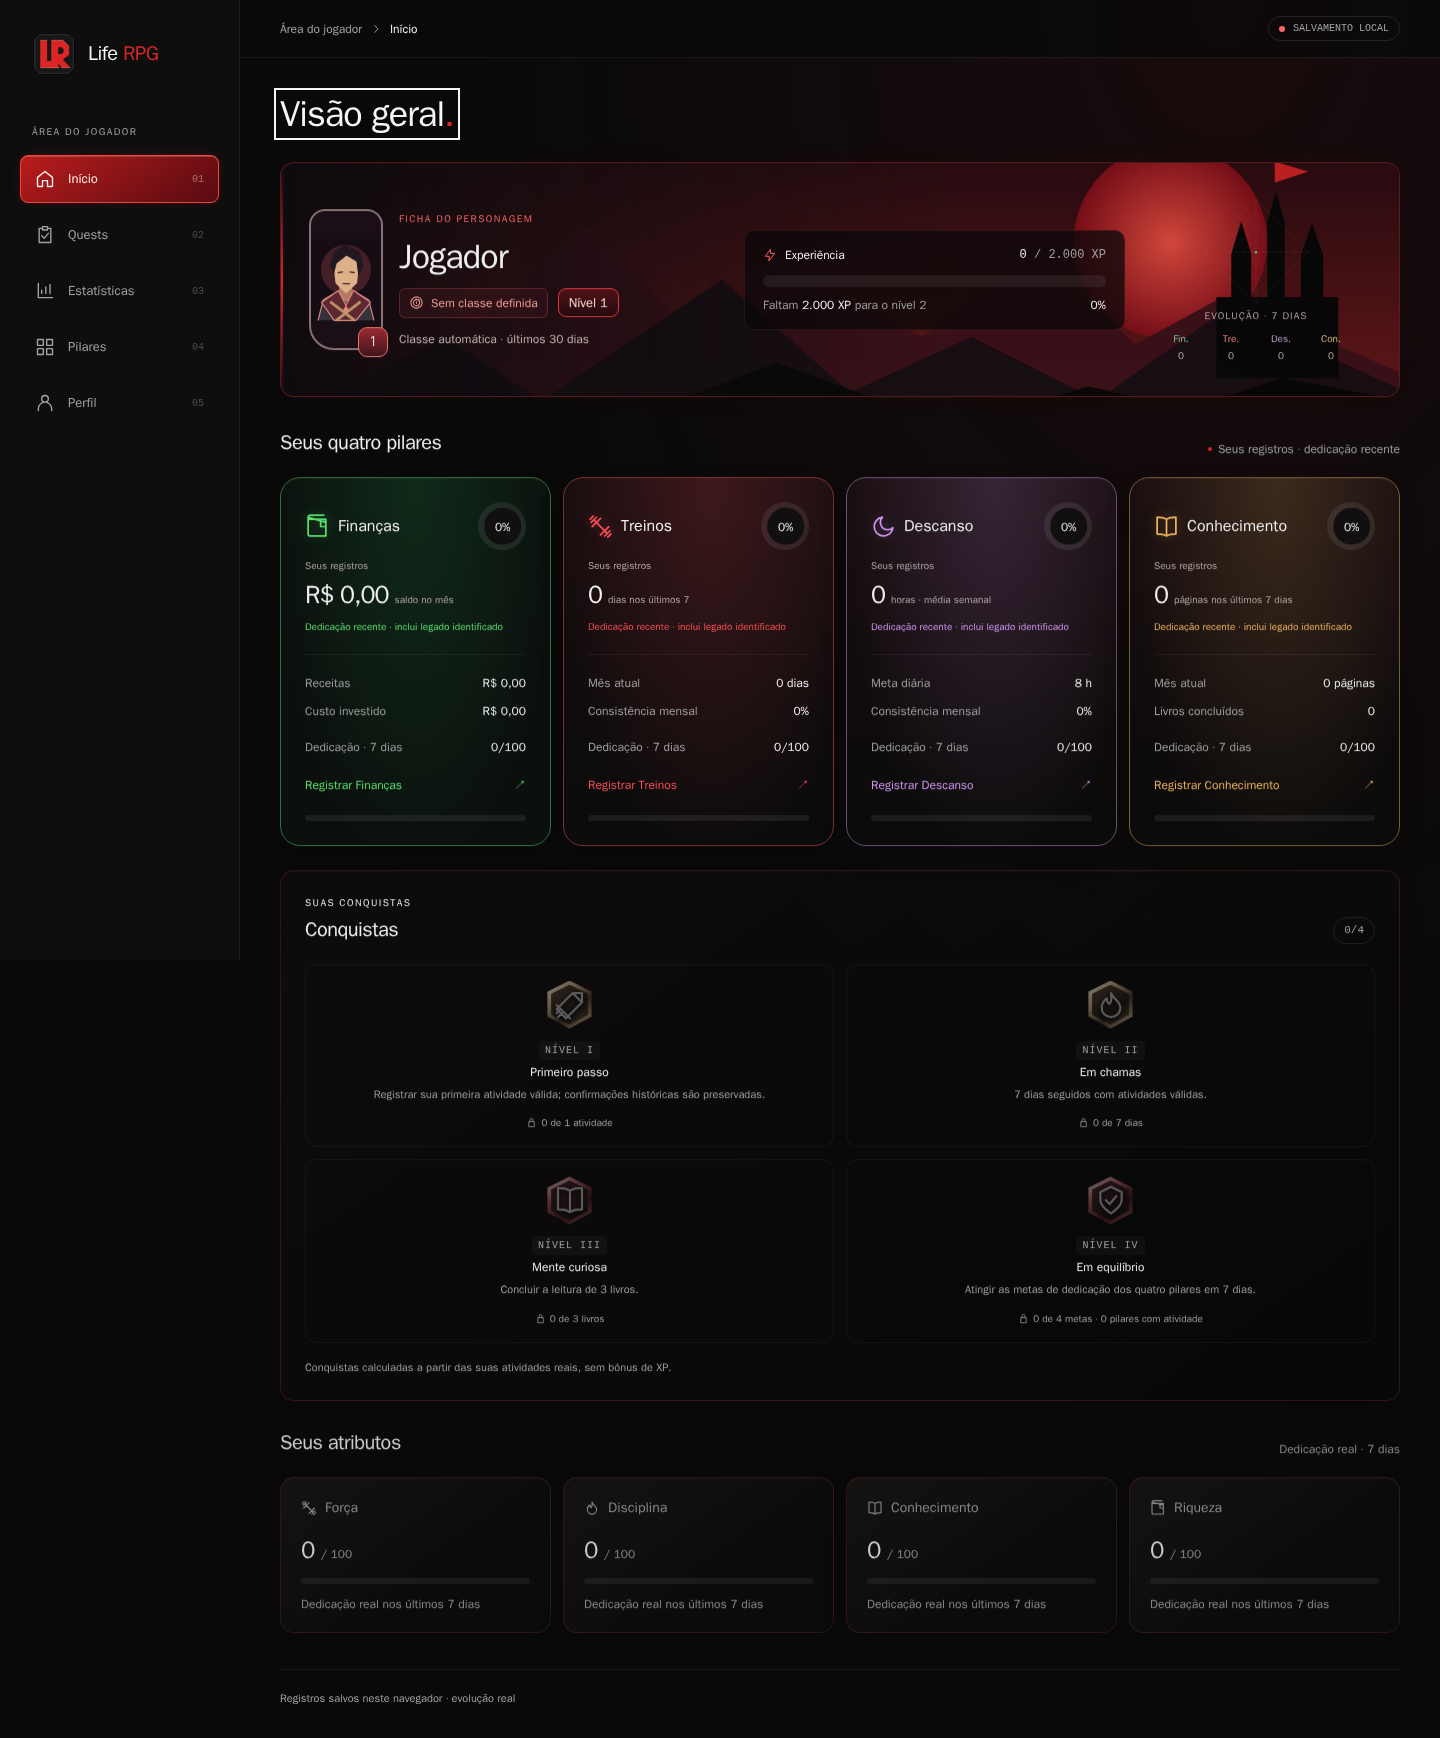 LR
Life RPG
ÁREA DO JOGADOR
Início 01
Quests 02
Estatísticas 03
Pilares 04
Perfil 05
Área do jogador > Início
SALVAMENTO LOCAL
Visão geral.
FICHA DO PERSONAGEM
Jogador
Sem classe definida Nível 1
1
Classe automática · últimos 30 dias
Experiência 0 / 2.000 XP
Faltam 2.000 XP para o nível 2 0%
EVOLUÇÃO · 7 DIAS
Fin. Tre. Des. Con.
0 0 0 0
Seus quatro pilares
Seus registros · dedicação recente
Finanças 0%
Seus registros
R$ 0,00 saldo no mês
Dedicação recente · inclui legado identificado
Receitas R$ 0,00
Custo investido R$ 0,00
Dedicação · 7 dias 0/100
Registrar Finanças ↗
Treinos 0%
Seus registros
0 dias nos últimos 7
Dedicação recente · inclui legado identificado
Mês atual 0 dias
Consistência mensal 0%
Dedicação · 7 dias 0/100
Registrar Treinos ↗
Descanso 0%
Seus registros
0 horas · média semanal
Dedicação recente · inclui legado identificado
Meta diária 8 h
Consistência mensal 0%
Dedicação · 7 dias 0/100
Registrar Descanso ↗
Conhecimento 0%
Seus registros
0 páginas nos últimos 7 dias
Dedicação recente · inclui legado identificado
Mês atual 0 páginas
Livros concluídos 0
Dedicação · 7 dias 0/100
Registrar Conhecimento ↗
SUAS CONQUISTAS
Conquistas 0/4
NÍVEL I
Primeiro passo
Registrar sua primeira atividade válida; confirmações históricas são preservadas.
0 de 1 atividade
NÍVEL II
Em chamas
7 dias seguidos com atividades válidas.
0 de 7 dias
NÍVEL III
Mente curiosa
Concluir a leitura de 3 livros.
0 de 3 livros
NÍVEL IV
Em equilíbrio
Atingir as metas de dedicação dos quatro pilares em 7 dias.
0 de 4 metas · 0 pilares com atividade
Conquistas calculadas a partir das suas atividades reais, sem bônus de XP.
Seus atributos
Dedicação real · 7 dias
Força
0 / 100
Dedicação real nos últimos 7 dias
Disciplina
0 / 100
Dedicação real nos últimos 7 dias
Conhecimento
0 / 100
Dedicação real nos últimos 7 dias
Riqueza
0 / 100
Dedicação real nos últimos 7 dias
Registros salvos neste navegador · evolução real